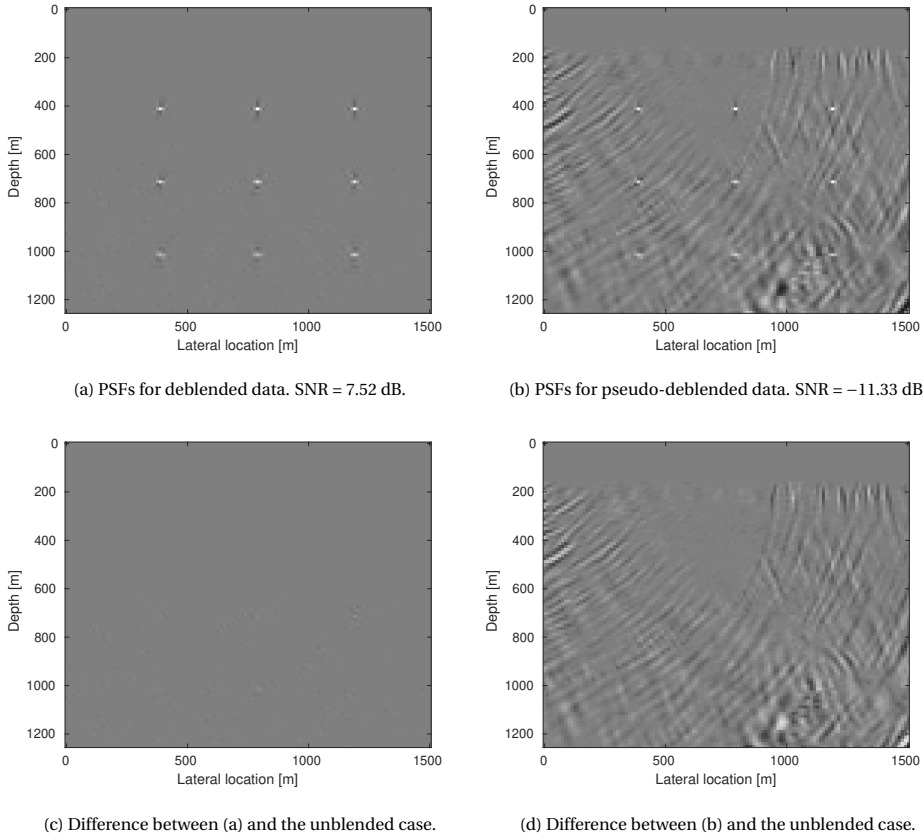 0
200
400
600
800
1000
1200
Depth [m]
0 500 1000 1500
Lateral location [m]
(a) PSFs for deblended data. SNR = 7.52 dB.
0
200
400
600
800
1000
1200
Depth [m]
0 500 1000 1500
Lateral location [m]
(b) PSFs for pseudo-deblended data. SNR = −11.33 dB
0
200
400
600
800
1000
1200
Depth [m]
0 500 1000 1500
Lateral location [m]
(c) Difference between (a) and the unblended case.
0
200
400
600
800
1000
1200
Depth [m]
0 500 1000 1500
Lateral location [m]
(d) Difference between (b) and the unblended case.